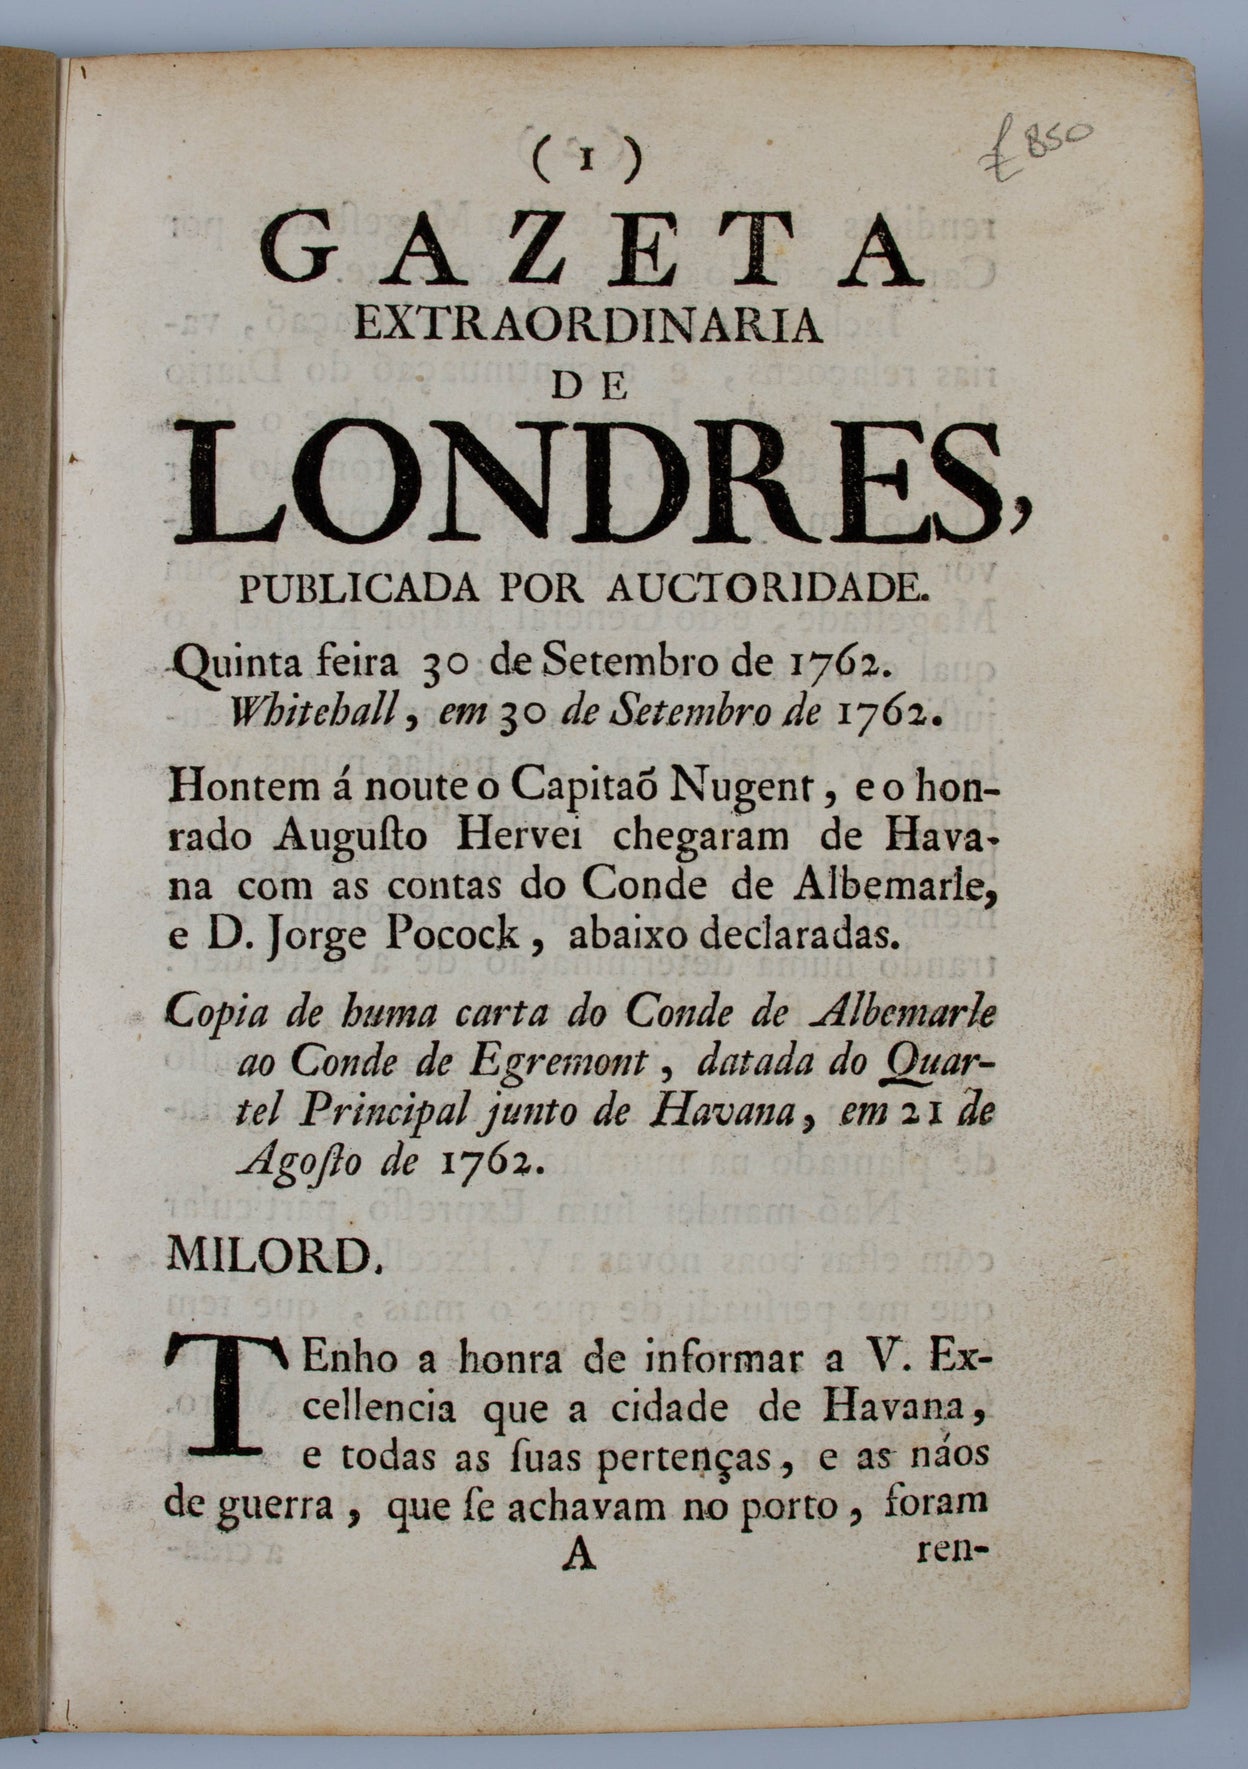 £850
( 1 )
GAZETA
EXTRAORDINARIA
DE
LONDRES,
PUBLICADA POR AUCTORIDADE.
Quinta feira 30 de Setembro de 1762.
Whitehall, em 30 de Setembro de 1762.
Hontem á noute o Capitaõ Nugent, e o hon-
rado Auguſto Hervei chegaram de Hava-
na com as contas do Conde de Albemarle,
e D. Jorge Pocock, abaixo declaradas.
Copia de huma carta do Conde de Albemarle
ao Conde de Egremont, datada do Quar-
tel Principal junto de Havana, em 21 de
Agoſto de 1762.
MILORD.
TEnho a honra de informar a V. Ex-
cellencia que a cidade de Havana,
e todas as ſuas pertenças, e as náos
de guerra, que ſe achavam no porto, foram
A ren-